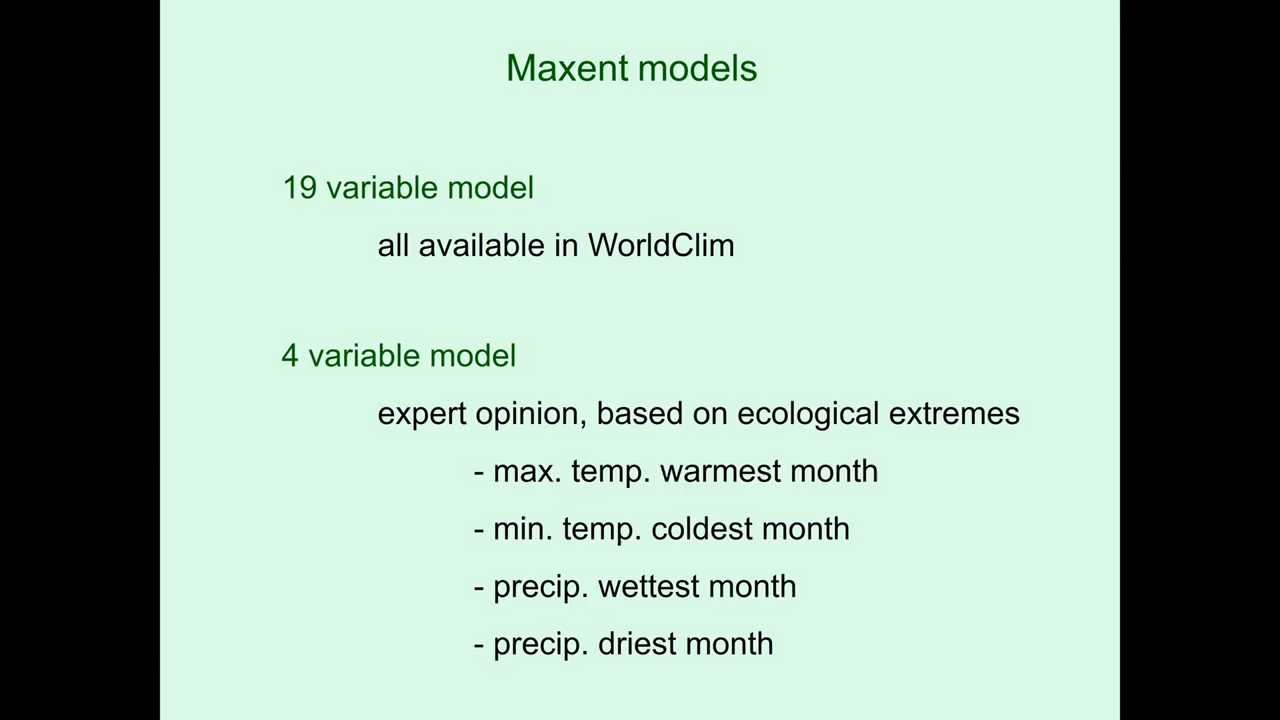 Maxent models
19 variable model
all available in WorldClim
4 variable model
expert opinion, based on ecological extremes
- max. temp. warmest month
- min. temp. coldest month
- precip. wettest month
- precip. driest month